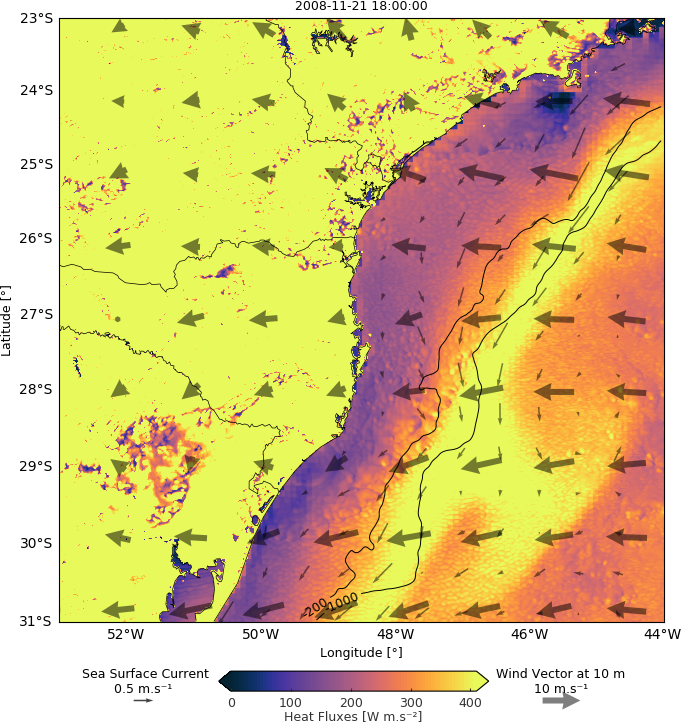 2008-11-21 18:00:00
23°S
24°S
25°S
26°S
27°S
28°S
29°S
30°S
31°S
Latitude [°]
200
1000
52°W 50°W 48°W 46°W 44°W
Longitude [°]
Sea Surface Current
0.5 m.s⁻¹
Wind Vector at 10 m
10 m.s⁻¹
0 100 200 300 400
Heat Fluxes [W m.s⁻²]